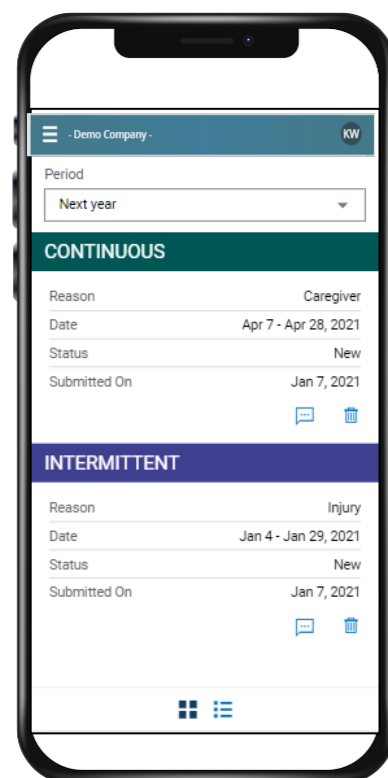 - Demo Company -
KW
Period
Next year
CONTINUOUS
Reason Caregiver
Date Apr 7 - Apr 28, 2021
Status New
Submitted On Jan 7, 2021
INTERMITTENT
Reason Injury
Date Jan 4 - Jan 29, 2021
Status New
Submitted On Jan 7, 2021